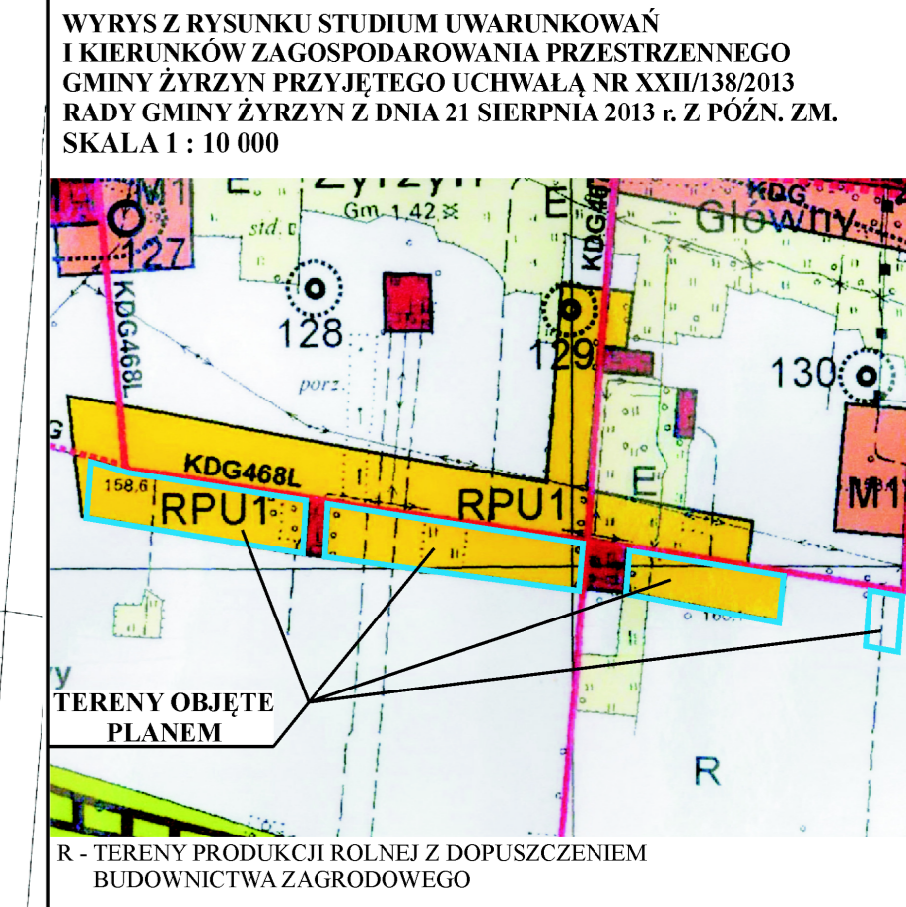 WYRYS Z RYSUNKU STUDIUM UWARUNKOWAŃ
I KIERUNKÓW ZAGOSPODAROWANIA PRZESTRZENNEGO
GMINY ŻYRZYN PRZYJĘTEGO UCHWAŁĄ NR XXII/138/2013
RADY GMINY ŻYRZYN Z DNIA 21 SIERPNIA 2013 r. Z PÓŹN. ZM.
SKALA 1 : 10 000
M1
E
Żyrzyn
Gm 1.42
E
KDG468L
KDG
Główny
127
std.
128
129
130
KDG468L
porz.
KDG468L
158,6
RPU1
RPU1
E
M1
TERENY OBJĘTE
PLANEM
R
R - TERENY PRODUKCJI ROLNEJ Z DOPUSZCZENIEM
BUDOWNICTWA ZAGRODOWEGO